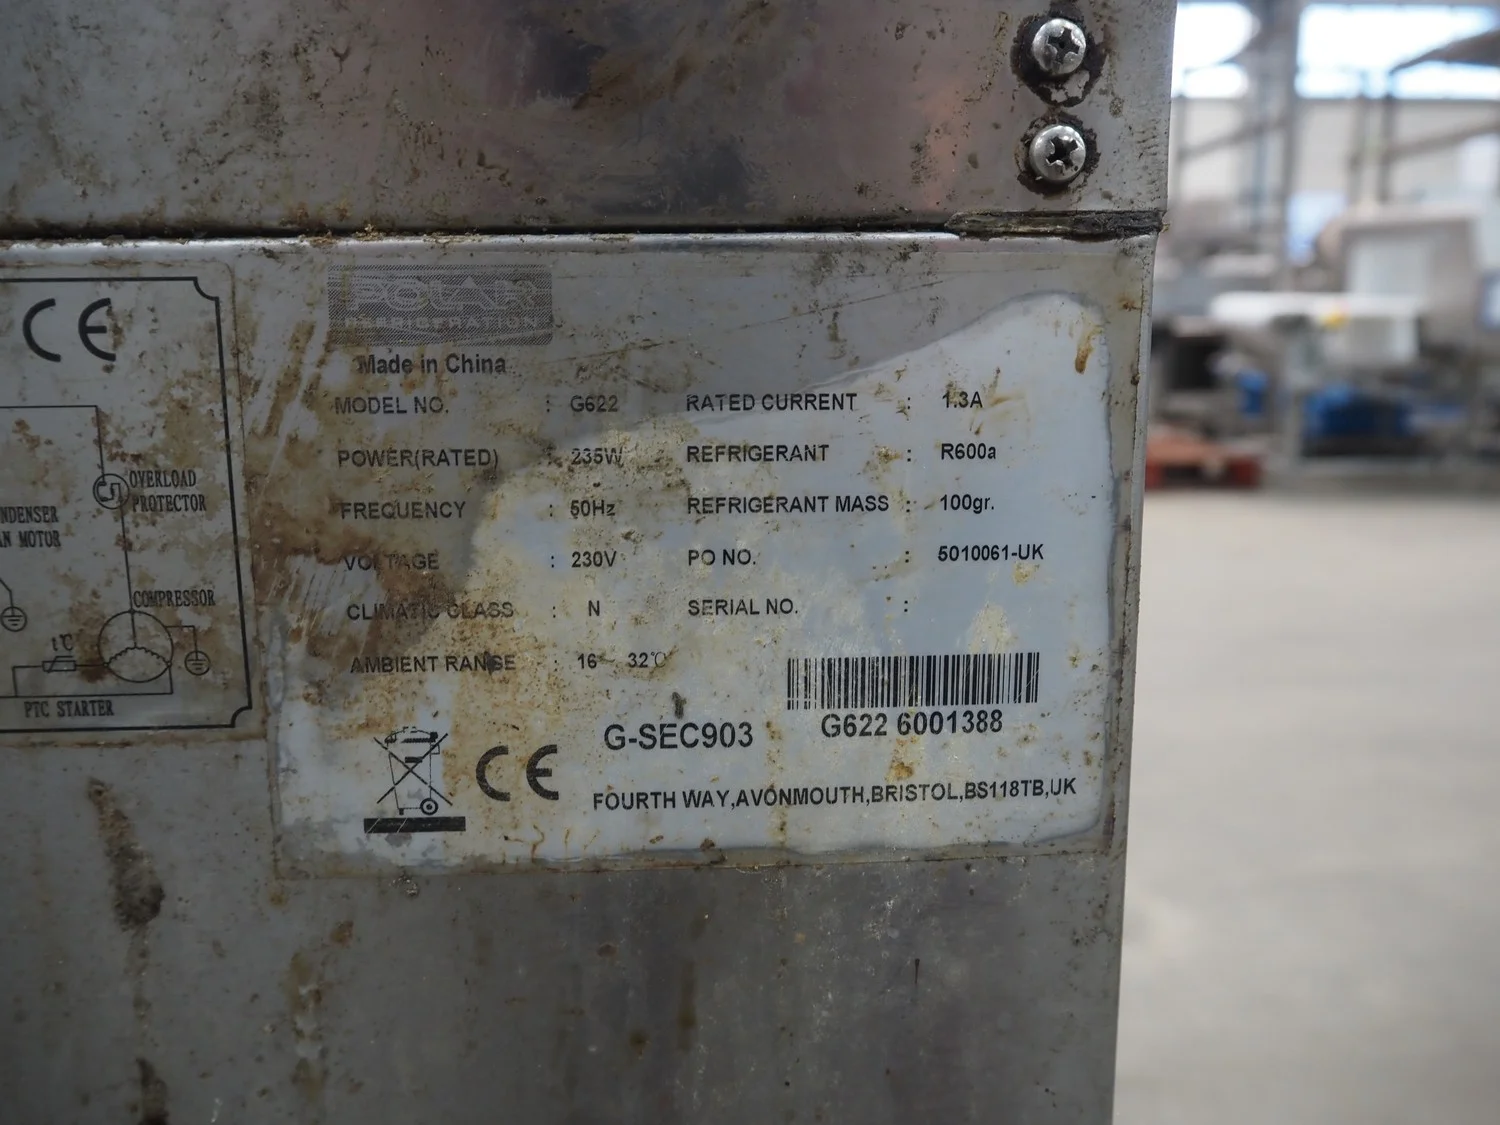 CE
OVERLOAD
PROTECTOR
NDENSER
AN MOTOR
COMPRESSOR
t℃
PTC STARTER
POLAR
REFRIGERATION
Made in China
MODEL NO. : G622 RATED CURRENT : 1.3A
POWER(RATED) : 235W REFRIGERANT : R600a
FREQUENCY : 50Hz REFRIGERANT MASS : 100gr.
VOLTAGE : 230V PO NO. : 5010061-UK
CLIMATIC CLASS : N SERIAL NO. :
AMBIENT RANGE : 16 32℃
G622 6001388
G-SEC903
CE
FOURTH WAY,AVONMOUTH,BRISTOL,BS118TB,UK